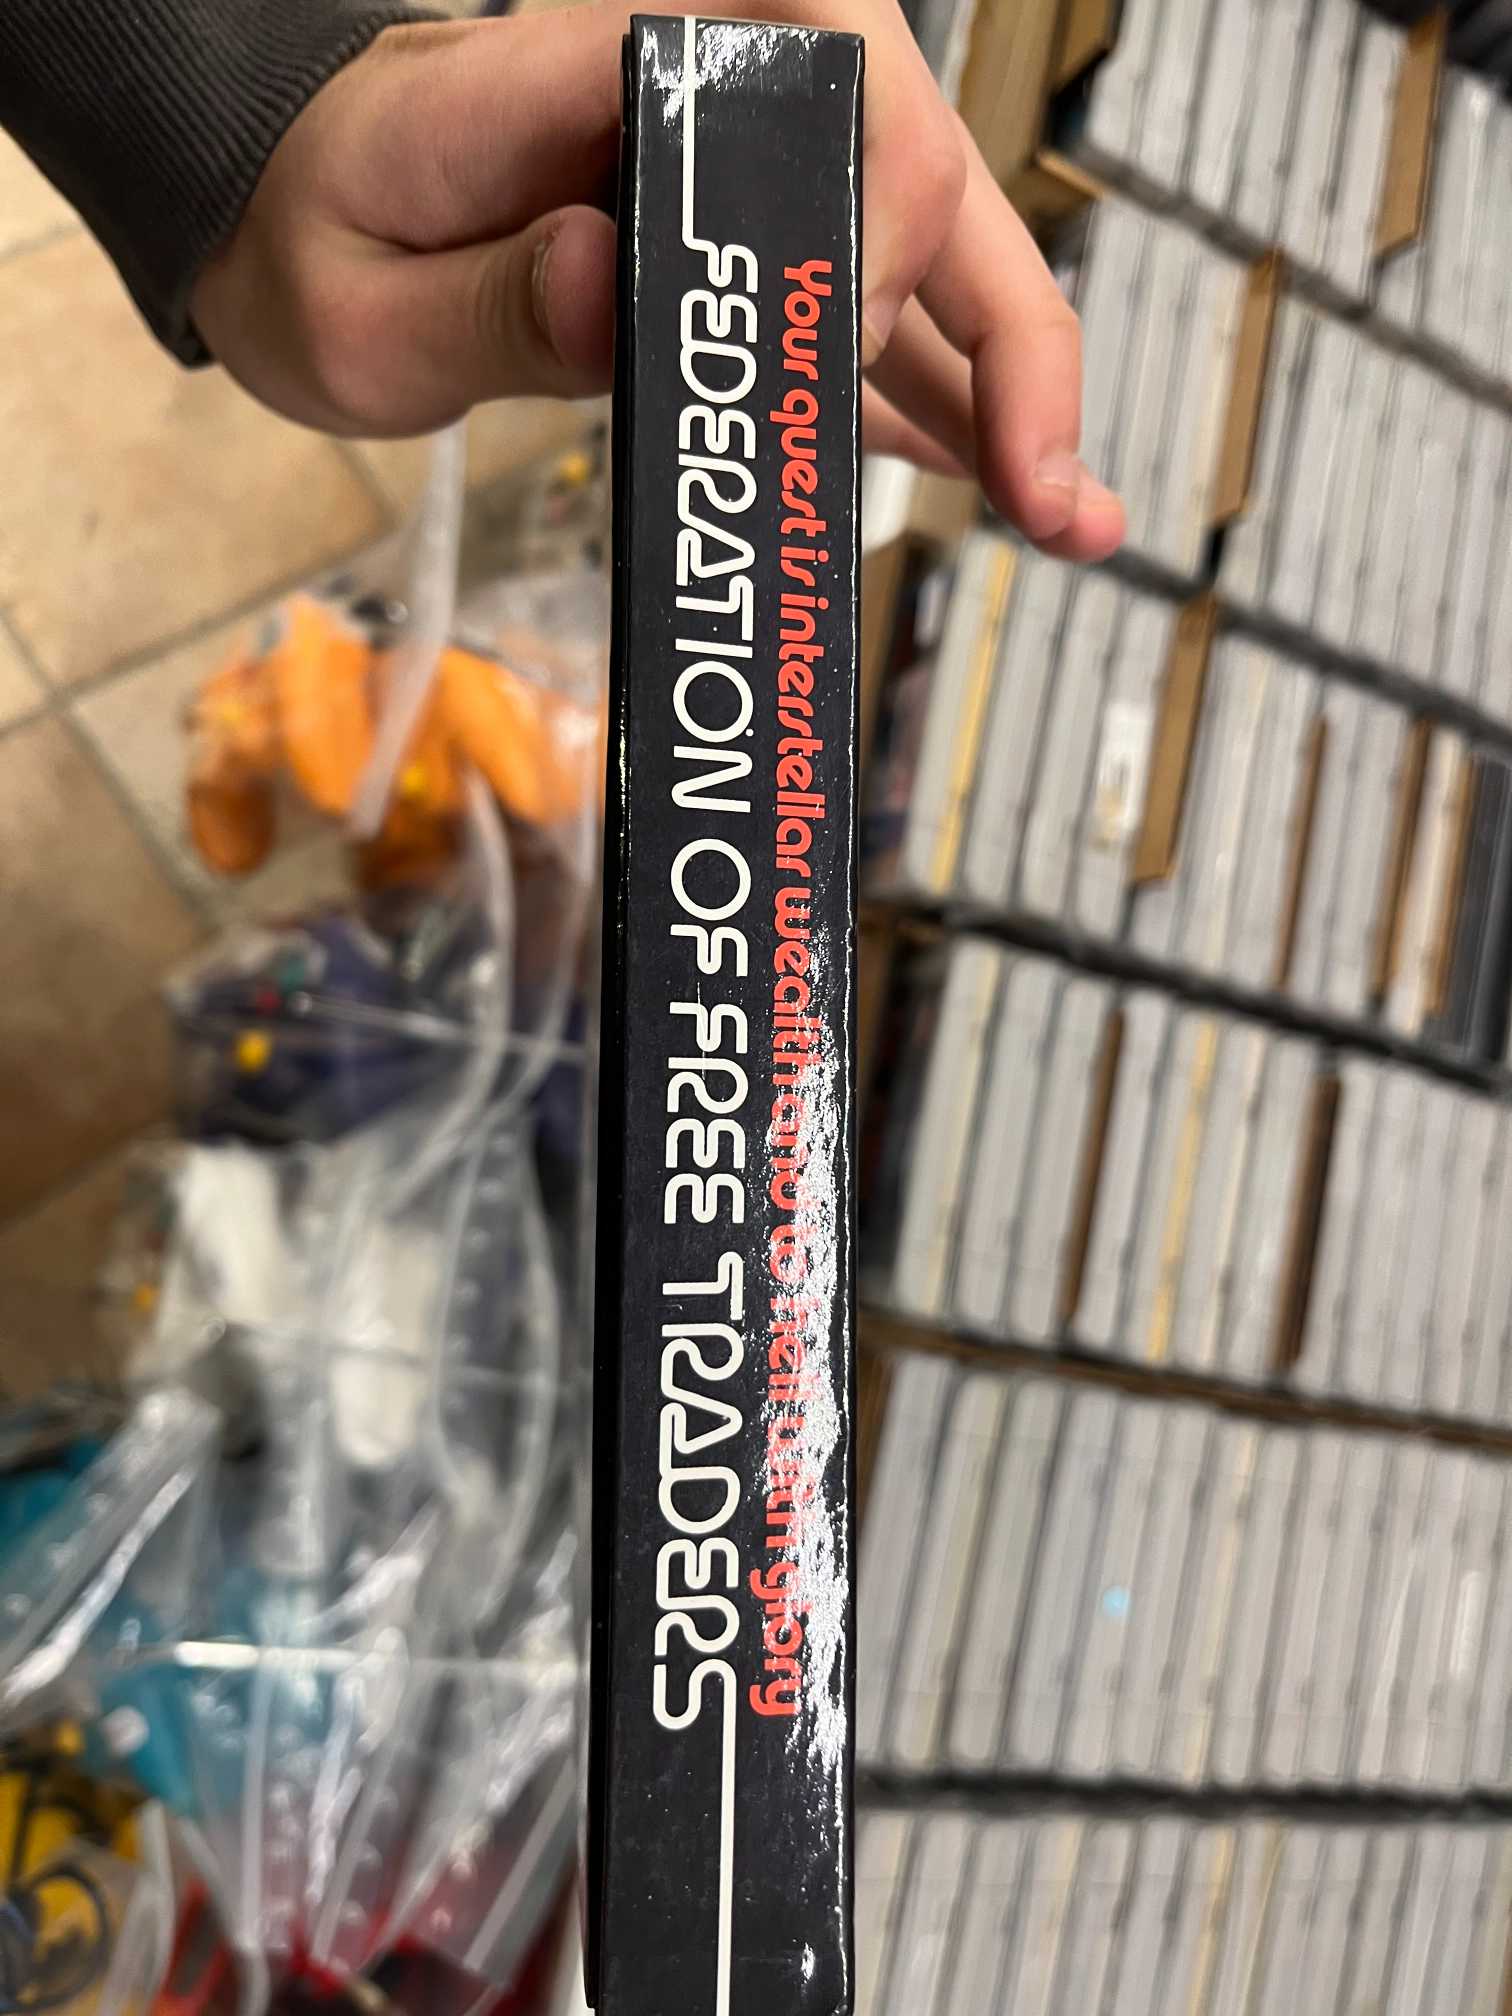 Your quest is interstellar wealth and to hell with glory
FEDERATION OF FREE TRADERS